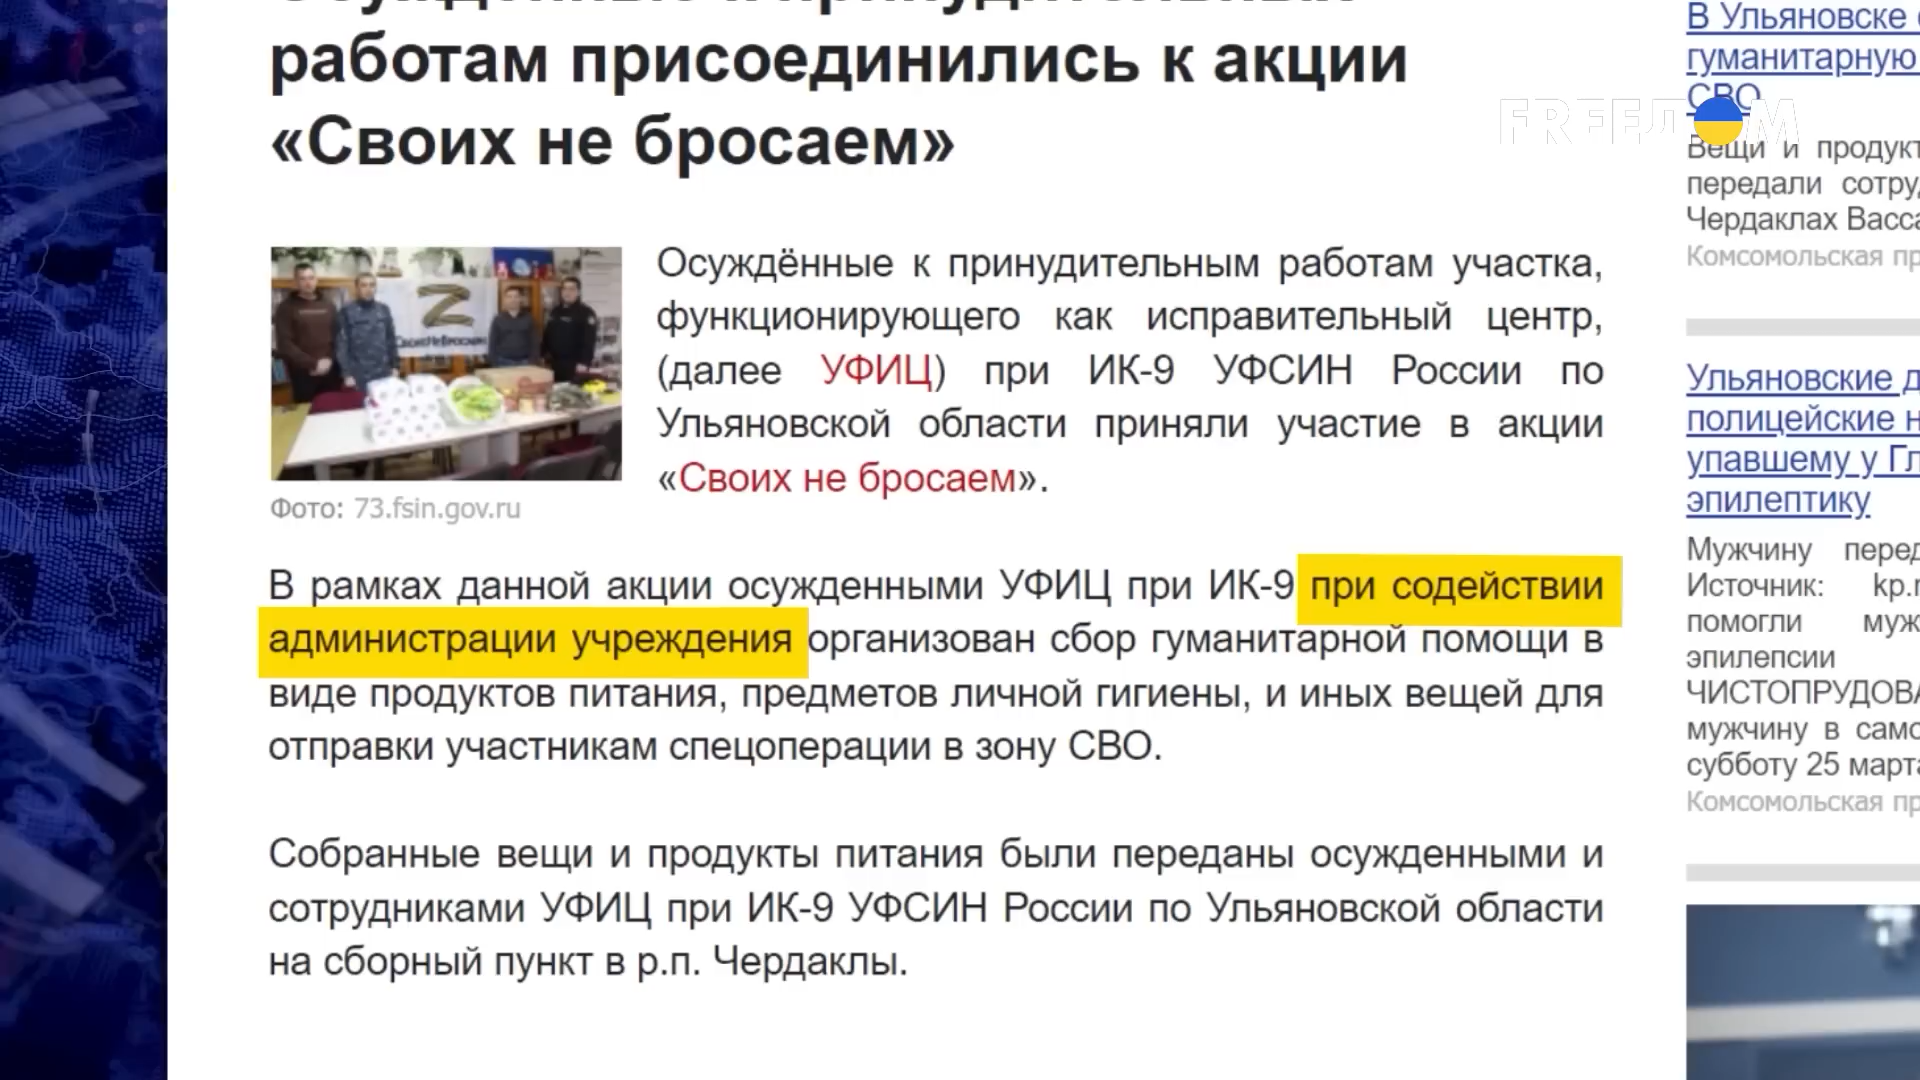 работам присоединились к акции
«Своих не бросаем»
Осуждённые к принудительным работам участка,
функционирующего как исправительный центр,
(далее УФИЦ) при ИК-9 УФСИН России по
Ульяновской области приняли участие в акции
«Своих не бросаем».
Фото: 73.fsin.gov.ru
В рамках данной акции осужденными УФИЦ при ИК-9 при содействии
администрации учреждения организован сбор гуманитарной помощи в
виде продуктов питания, предметов личной гигиены, и иных вещей для
отправки участникам спецоперации в зону СВО.
Собранные вещи и продукты питания были переданы осужденными и
сотрудниками УФИЦ при ИК-9 УФСИН России по Ульяновской области
на сборный пункт в р.п. Чердаклы.
В Ульяновске
гуманитарную
СВО
FREEДOM
Вещи и
передали
Чердаклах
Комсомольская
Ульяновские
полицейские
упавшему у
эпилептику
Мужчину
Источник:
помогли
эпилепсии
мужчину в
субботу 25
Комсомольская